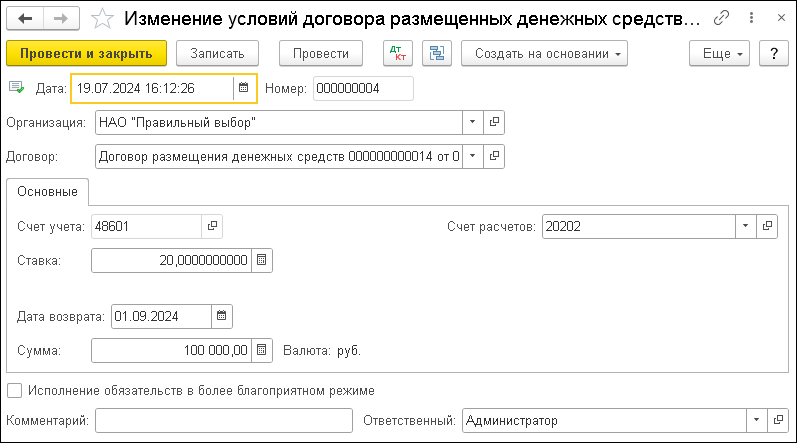 Изменение условий договора размещенных денежных средств...
Провести и закрыть Записать Провести Дт Кт Создать на основании Еще ?
Дата: 19.07.2024 16:12:26 Номер: 000000004
Организация: НАО "Правильный выбор"
Договор: Договор размещения денежных средств 000000000014 от 0
Основные
Счет учета: 48601 Счет расчетов: 20202
Ставка: 20,0000000000
Дата возврата: 01.09.2024
Сумма: 100 000,00 Валюта: руб.
Исполнение обязательств в более благоприятном режиме
Комментарий: Ответственный: Администратор